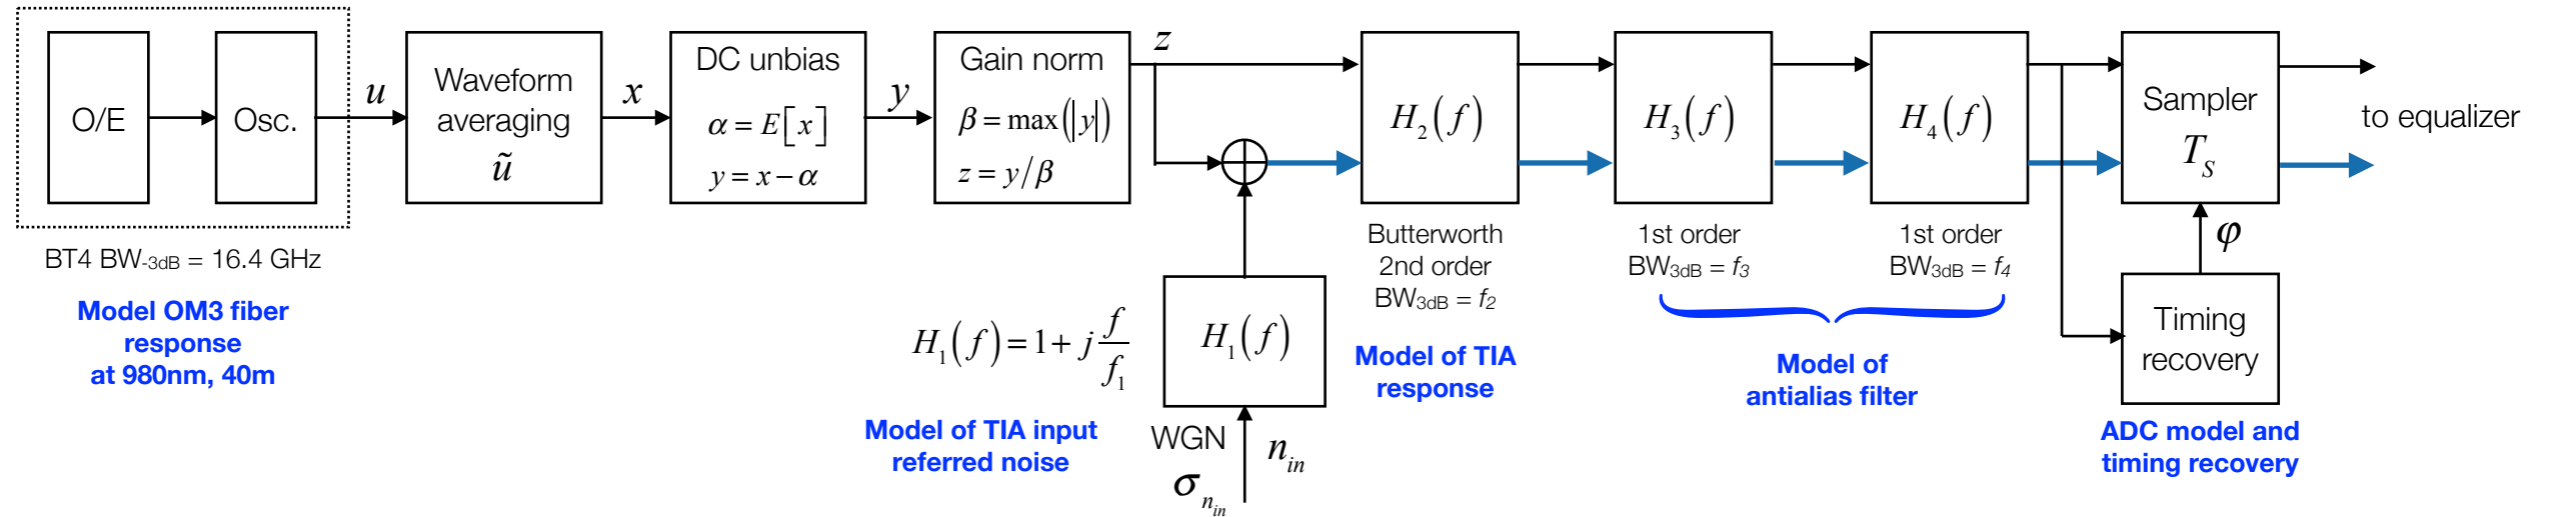 O/E
Osc.
u
BT4 BW-3dB = 16.4 GHz
Model OM3 fiber
response
at 980nm, 40m
Waveform
averaging
ũ
x
DC unbias
α = E[x]
y = x − α
y
Gain norm
β = max(|y|)
z = y/β
z
H₁(f) = 1 + j f/f₁
H₁(f)
Model of TIA input
referred noise
WGN
σₙᵢₙ
nᵢₙ
H₂(f)
Butterworth
2nd order
BW3dB = f2
Model of TIA
response
H₃(f)
1st order
BW3dB = f3
H₄(f)
1st order
BW3dB = f4
Model of
antialias filter
Sampler
T_S
φ
Timing
recovery
ADC model and
timing recovery
to equalizer